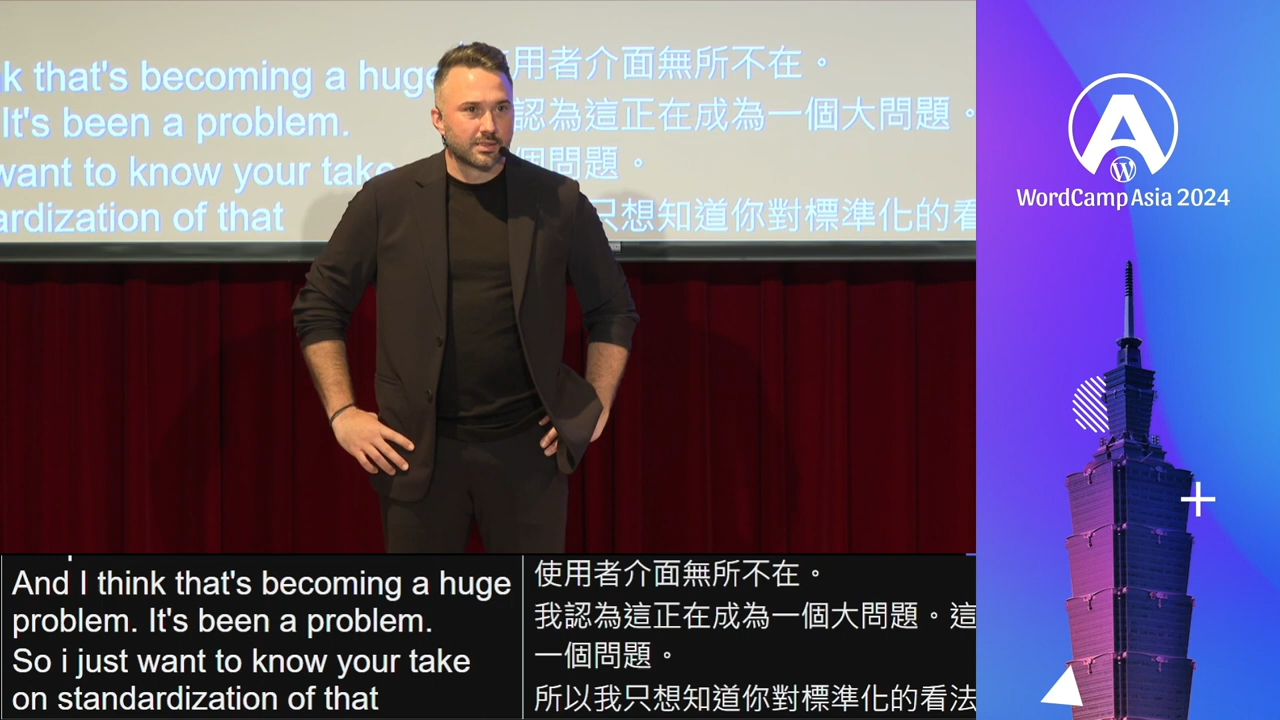 k that's becoming a huge
It's been a problem.
want to know your take
ardization of that
用者介面無所不在。
認為這正在成為一個大問題。
個問題。
只想知道你對標準化的看
WordCamp Asia 2024
And I think that's becoming a huge
problem. It's been a problem.
So i just want to know your take
on standardization of that
使用者介面無所不在。
我認為這正在成為一個大問題。這
一個問題。
所以我只想知道你對標準化的看法